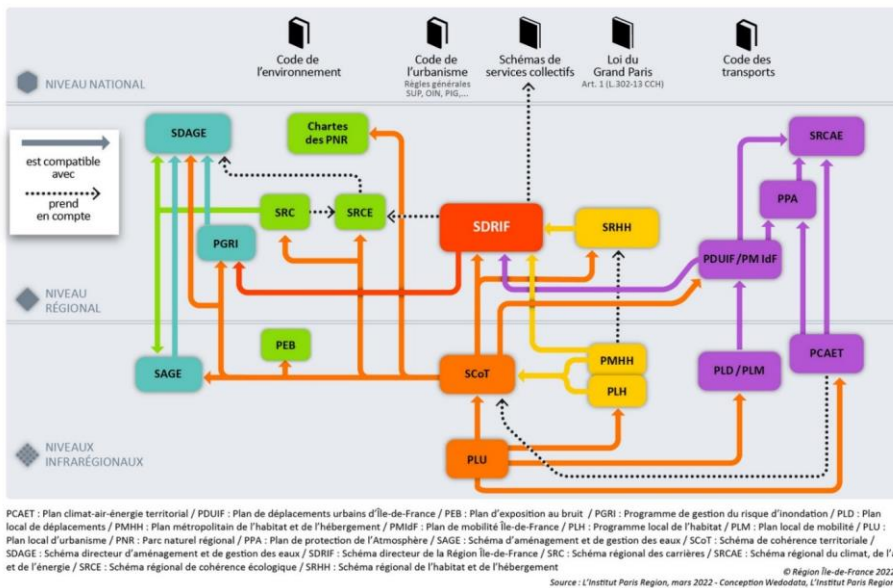 Code de
l'environnement
Code de
l'urbanisme
Règles générales
SUP, OIN, PIG,...
Schémas de
services collectifs
Loi du
Grand Paris
Art. 1 (L.302-13 CCH)
Code des
transports
NIVEAU NATIONAL
est compatible
avec
prend
en compte
SDAGE
Chartes
des PNR
SRCAE
SRC
SRCE
SDRIF
SRHH
PPA
PGRI
PDUIF/PM IdF
NIVEAU
RÉGIONAL
PEB
SAGE
SCoT
PMHH
PLH
PLD/PLM
PCAET
NIVEAUX
INFRARÉGIONAUX
PLU
PCAET : Plan climat-air-énergie territorial / PDUIF : Plan de déplacements urbains d'Île-de-France / PEB : Plan d'exposition au bruit / PGRI : Programme de gestion du risque d'inondation / PLD : Plan
local de déplacements / PMHH : Plan métropolitain de l'habitat et de l'hébergement / PMIdF : Plan de mobilité Île-de-France / PLH : Programme local de l'habitat / PLM : Plan local de mobilité / PLU :
Plan local d'urbanisme / PNR : Parc naturel régional / PPA : Plan de protection de l'Atmosphère / SAGE : Schéma d'aménagement et de gestion des eaux / SCoT : Schéma de cohérence territoriale /
SDAGE : Schéma directeur d'aménagement et de gestion des eaux / SDRIF : Schéma directeur de la Région Île-de-France / SRC : Schéma régional des carrières / SRCAE : Schéma régional du climat, de l'a
et de l'énergie / SRCE : Schéma régional de cohérence écologique / SRHH : Schéma régional de l'habitat et de l'hébergement
© Région Île-de-France 2022
Source : L'Institut Paris Region, mars 2022 - Conception Wedodata, L'Institut Paris Region